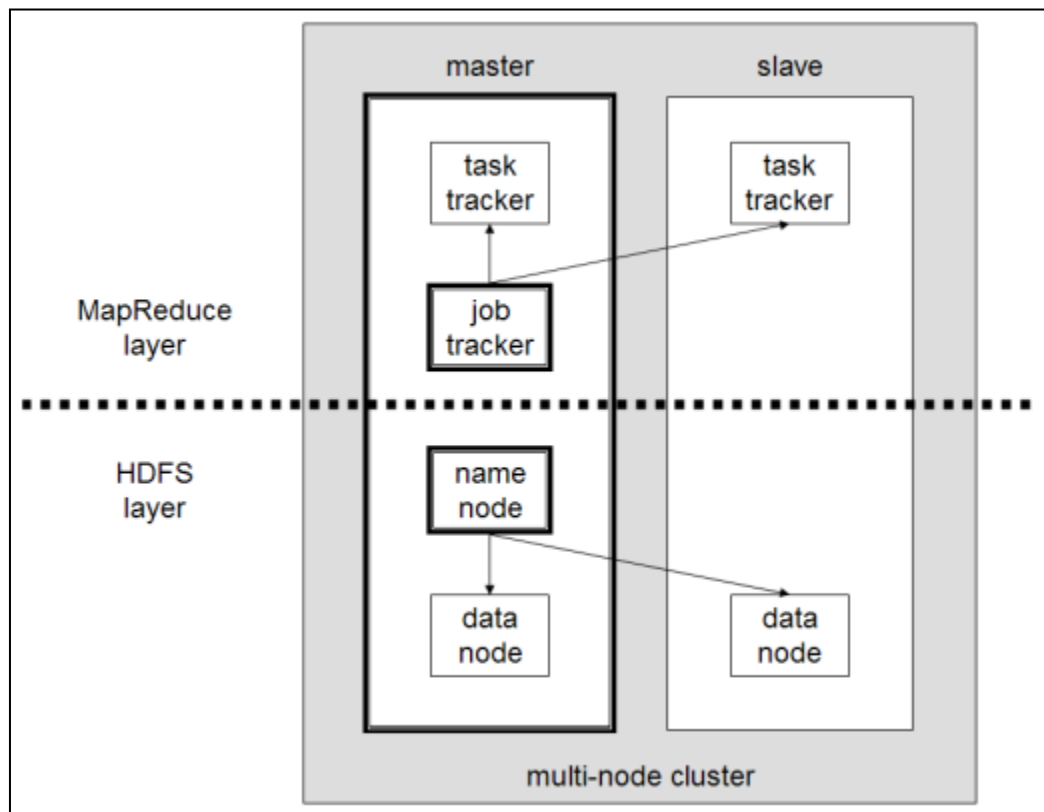 master
slave
task
tracker
task
tracker
MapReduce
layer
job
tracker
HDFS
layer
name
node
data
node
data
node
multi-node cluster